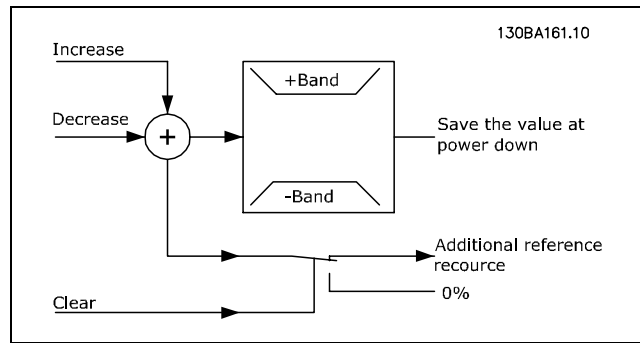 130BA161.10
Increase
+Band
Decrease
+
Save the value at
power down
-Band
Additional reference
recource
0%
Clear